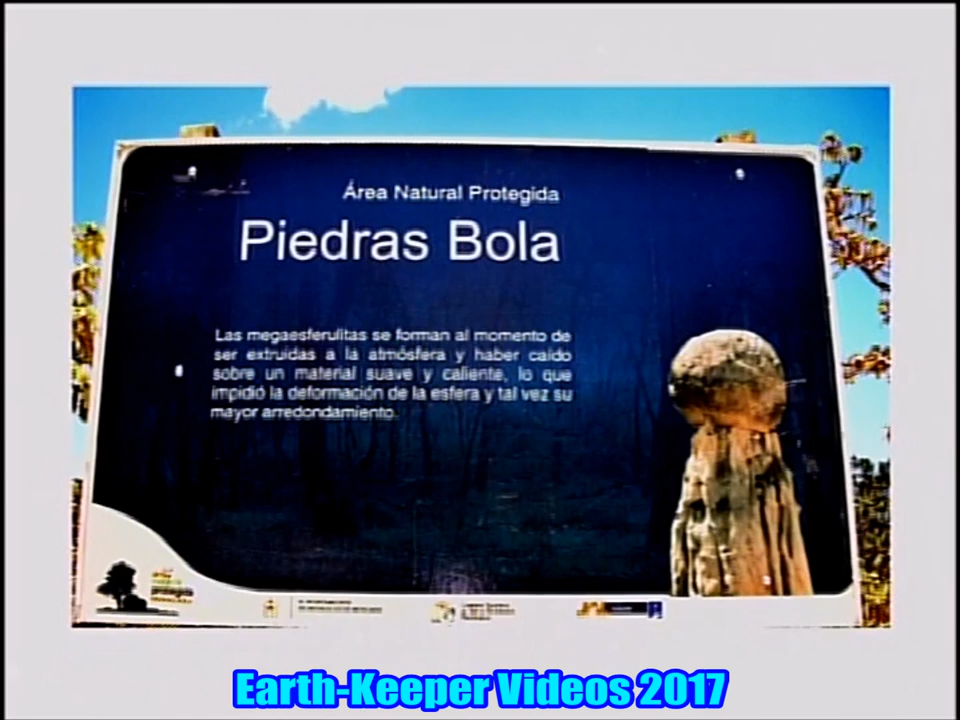 Área Natural Protegida
Piedras Bola
Las megaesferulitas se forman al momento de
ser extruidas a la atmósfera y haber caído
sobre un material suave y caliente, lo que
impidió la deformación de la esfera y tal vez su
mayor arredondamiento.
Earth-Keeper Videos 2017